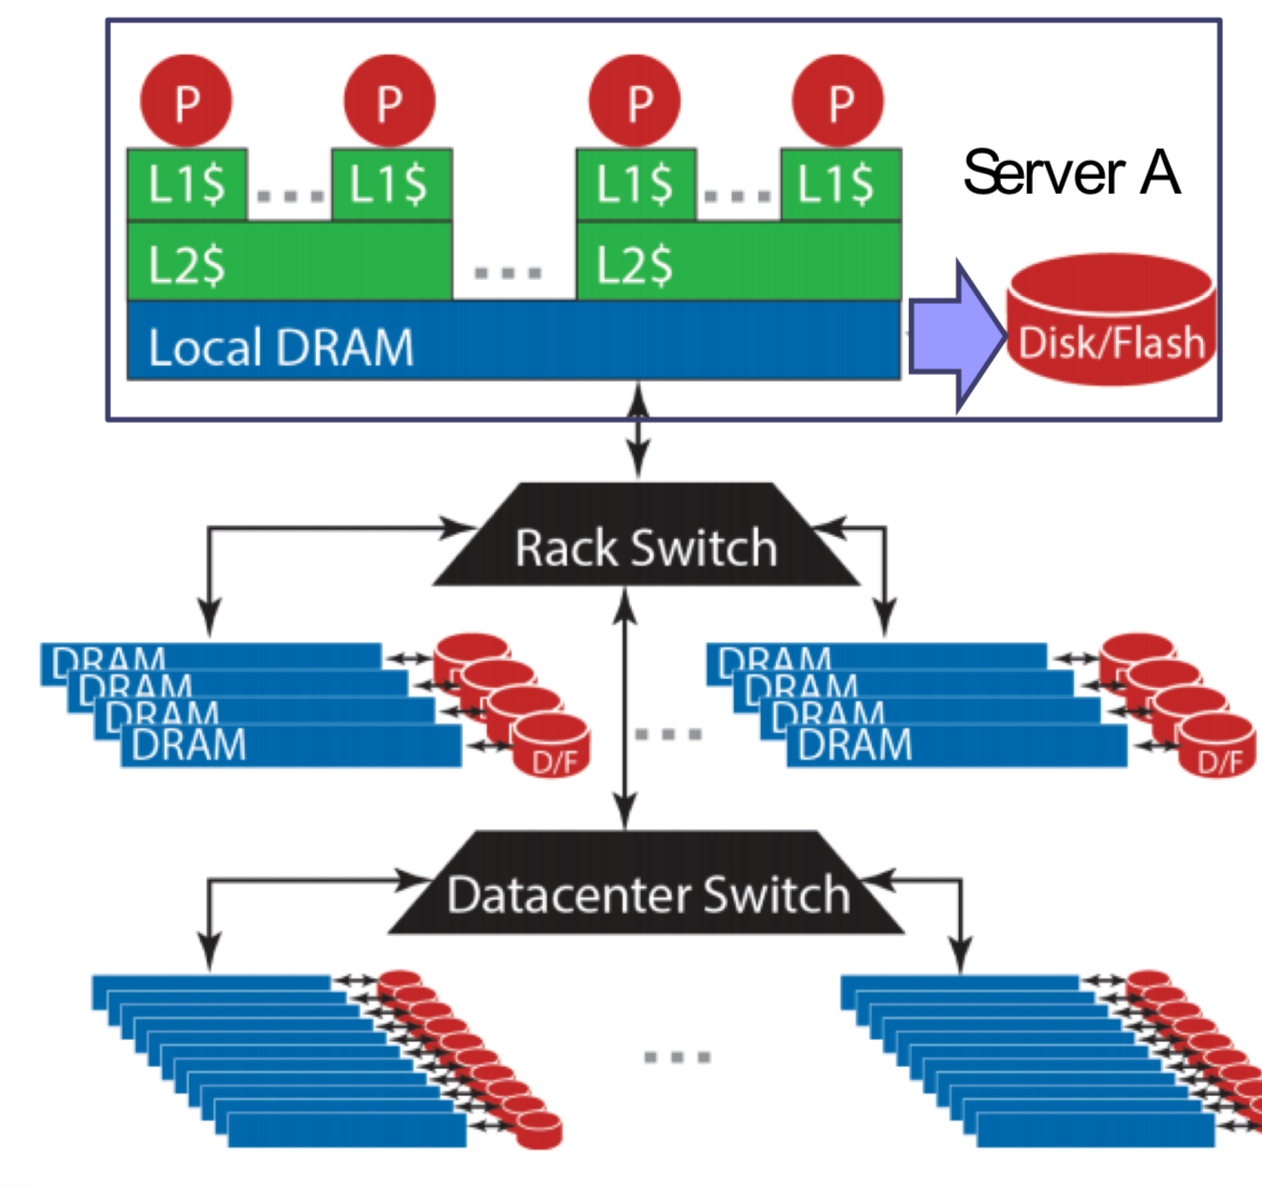 P P P P
L1$ L1$ L1$ L1$
Server A
L2$ L2$
Local DRAM
Disk/Flash
Rack Switch
DRAM
DRAM
DRAM
DRAM
D/F
DRAM
DRAM
DRAM
DRAM
D/F
Datacenter Switch